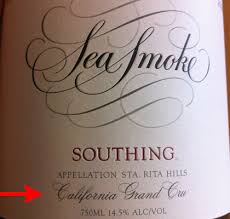 Sea Smoke
SOUTHING
APPELLATION STA. RITA HILLS
California Grand Cru
750ML 14.5% ALC/VOL